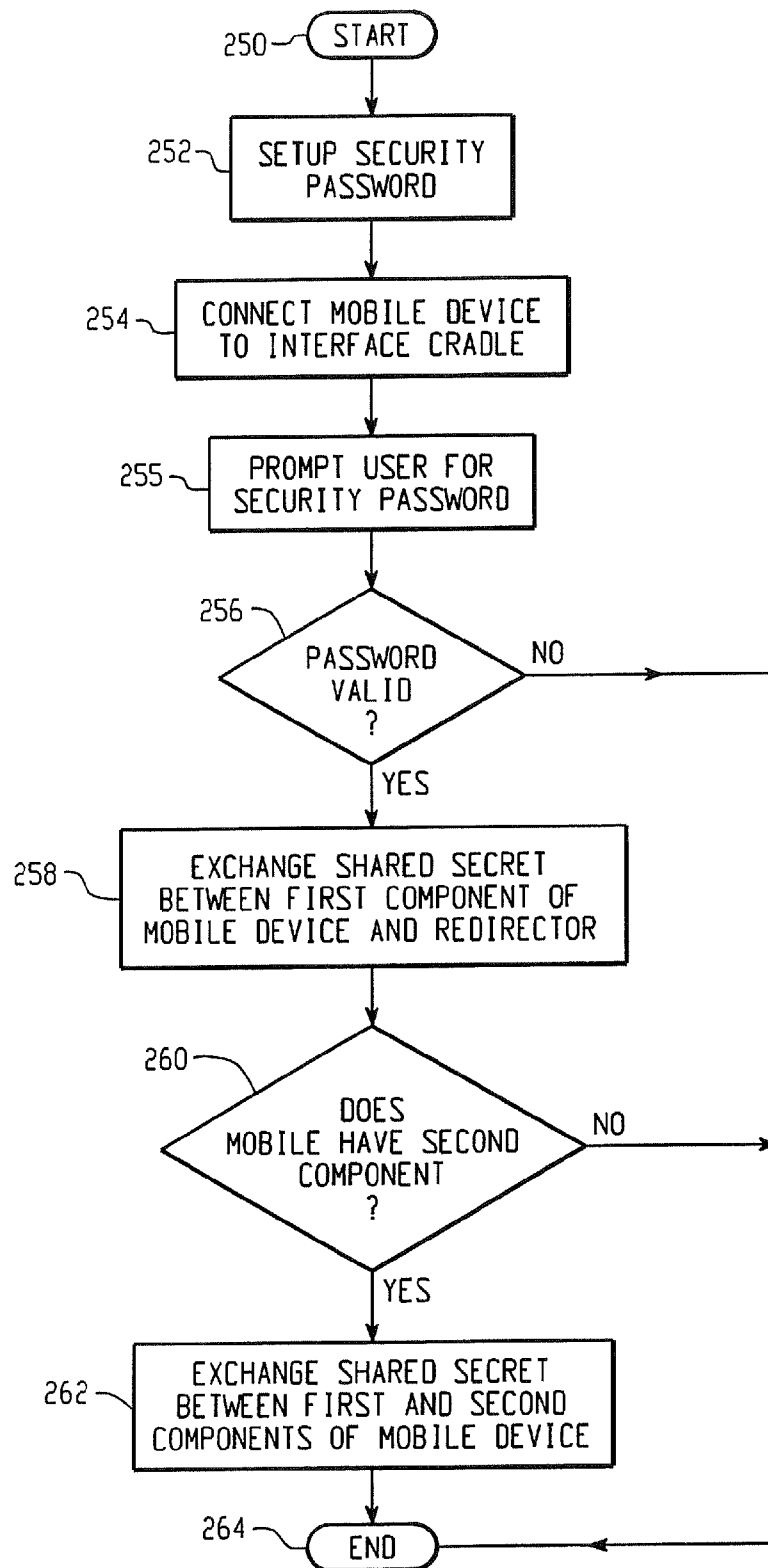 250
START
252
SETUP SECURITY
PASSWORD
254
CONNECT MOBILE DEVICE
TO INTERFACE CRADLE
255
PROMPT USER FOR
SECURITY PASSWORD
256
PASSWORD
VALID
?
NO
YES
258
EXCHANGE SHARED SECRET
BETWEEN FIRST COMPONENT OF
MOBILE DEVICE AND REDIRECTOR
260
DOES
MOBILE HAVE SECOND
COMPONENT
?
NO
YES
262
EXCHANGE SHARED SECRET
BETWEEN FIRST AND SECOND
COMPONENTS OF MOBILE DEVICE
264
END